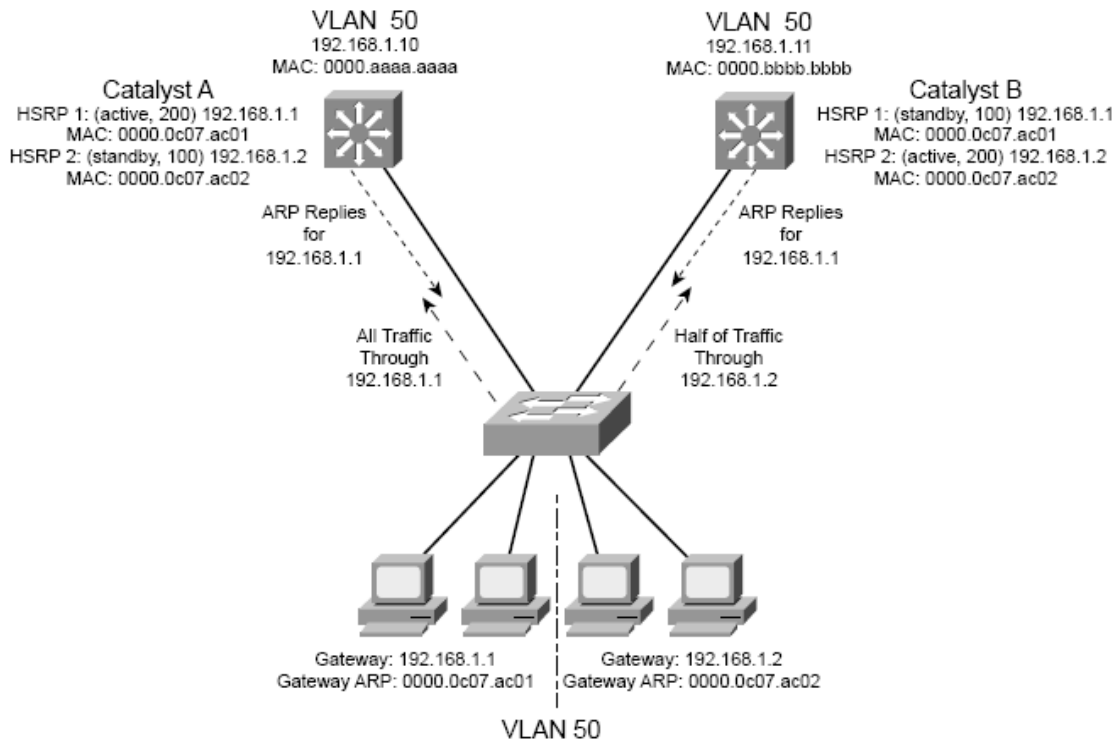 VLAN 50
192.168.1.10
MAC: 0000.aaaa.aaaa
VLAN 50
192.168.1.11
MAC: 0000.bbbb.bbbb
Catalyst A
HSRP 1: (active, 200) 192.168.1.1
MAC: 0000.0c07.ac01
HSRP 2: (standby, 100) 192.168.1.2
MAC: 0000.0c07.ac02
Catalyst B
HSRP 1: (standby, 100) 192.168.1.1
MAC: 0000.0c07.ac01
HSRP 2: (active, 200) 192.168.1.2
MAC: 0000.0c07.ac02
ARP Replies
for
192.168.1.1
ARP Replies
for
192.168.1.1
All Traffic
Through
192.168.1.1
Half of Traffic
Through
192.168.1.2
Gateway: 192.168.1.1
Gateway ARP: 0000.0c07.ac01
Gateway: 192.168.1.2
Gateway ARP: 0000.0c07.ac02
VLAN 50